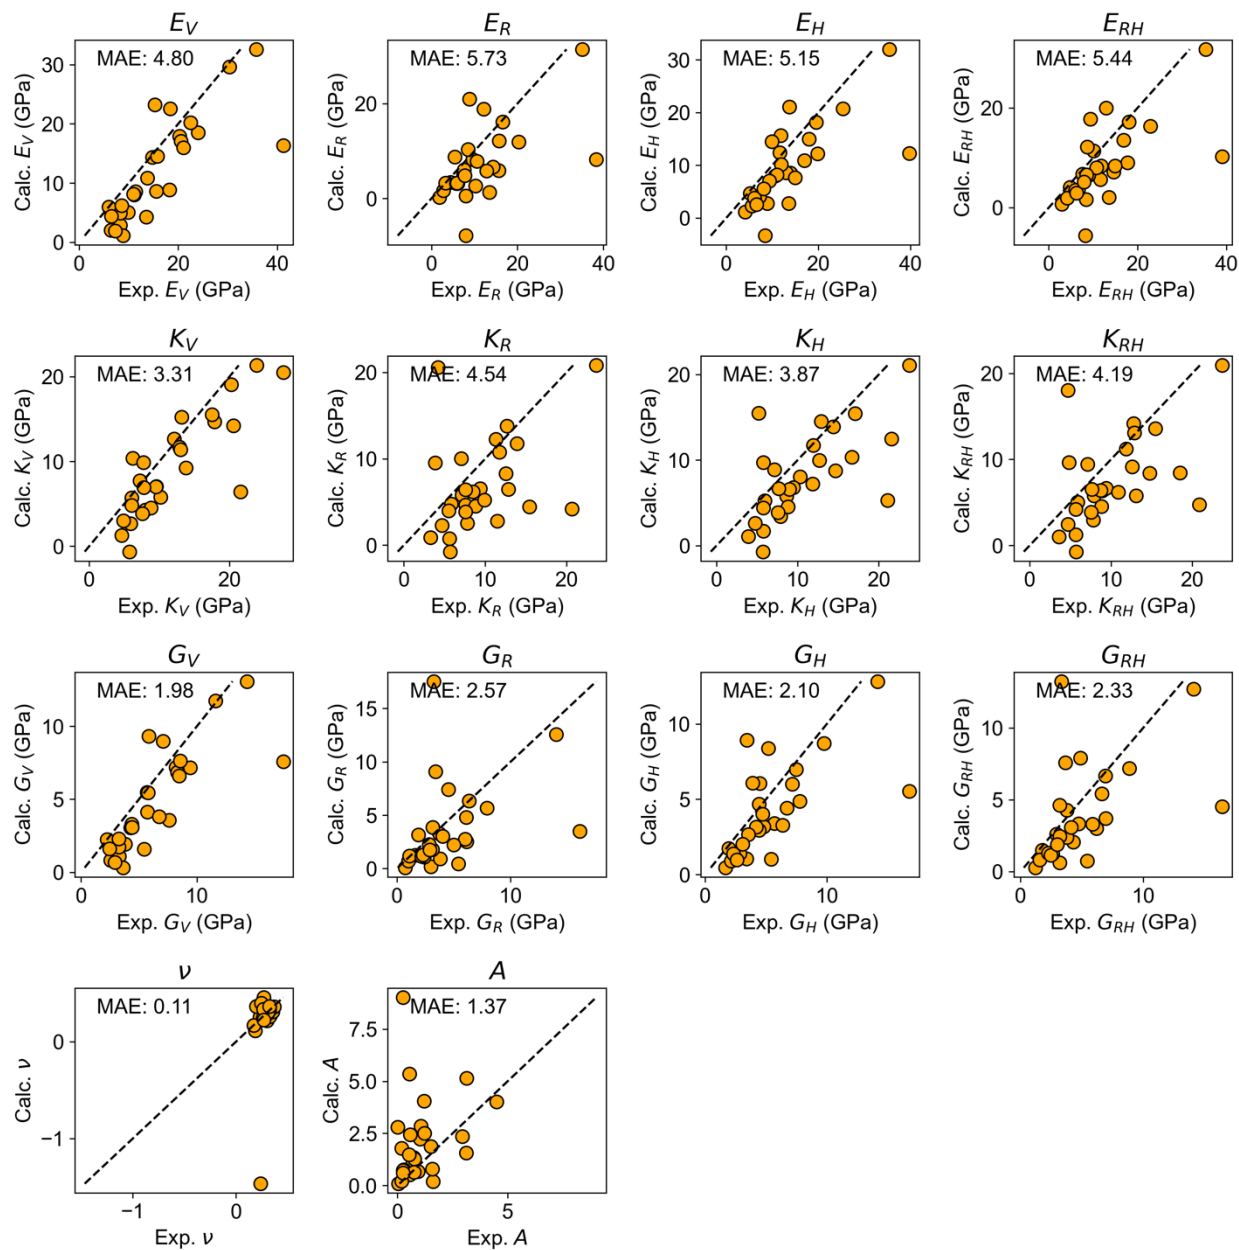 E_V
MAE: 4.80
Calc. E_V (GPa)
30
20
10
0
0
20
40
Exp. E_V (GPa)
E_R
MAE: 5.73
Calc. E_R (GPa)
20
0
0
20
40
Exp. E_R (GPa)
E_H
MAE: 5.15
Calc. E_H (GPa)
30
20
10
0
0
20
40
Exp. E_H (GPa)
E_RH
MAE: 5.44
Calc. E_RH (GPa)
30
20
10
0
0
20
40
Exp. E_RH (GPa)
K_V
MAE: 3.31
Calc. K_V (GPa)
20
10
0
0
20
Exp. K_V (GPa)
K_R
MAE: 4.54
Calc. K_R (GPa)
20
10
0
0
10
20
Exp. K_R (GPa)
K_H
MAE: 3.87
Calc. K_H (GPa)
20
10
0
0
10
20
Exp. K_H (GPa)
K_RH
MAE: 4.19
Calc. K_RH (GPa)
20
10
0
0
10
20
Exp. K_RH (GPa)
G_V
MAE: 1.98
Calc. G_V (GPa)
10
5
0
0
10
Exp. G_V (GPa)
G_R
MAE: 2.57
Calc. G_R (GPa)
15
10
5
0
0
10
Exp. G_R (GPa)
G_H
MAE: 2.10
Calc. G_H (GPa)
10
5
0
0
10
Exp. G_H (GPa)
G_RH
MAE: 2.33
Calc. G_RH (GPa)
10
5
0
0
10
Exp. G_RH (GPa)
ν
MAE: 0.11
Calc. ν
0
−1
−1
0
Exp. ν
A
MAE: 1.37
Calc. A
7.5
5.0
2.5
0.0
0
5
Exp. A